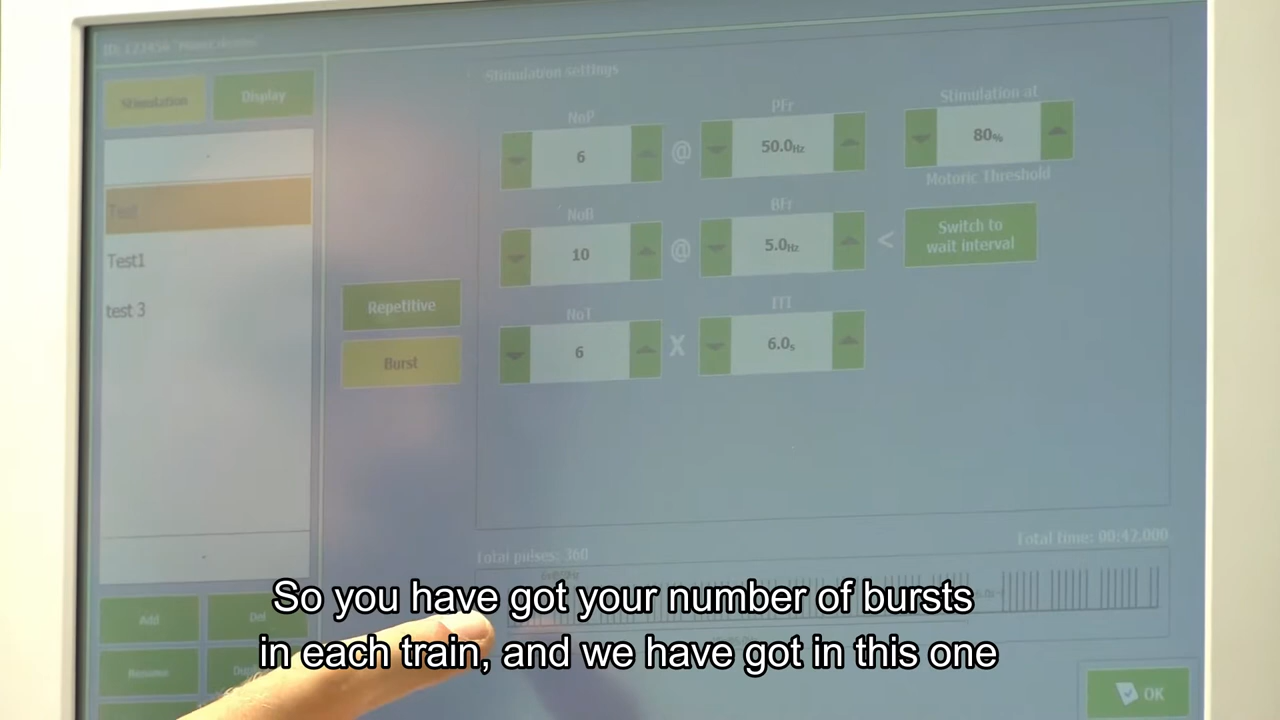 Stimulation
Display
Test
Test1
test 3
Repetitive
Burst
Stimulation settings
NoP
6
@
PFr
50.0Hz
Stimulation at
80%
Motoric Threshold
NoB
10
@
BFr
5.0Hz
<
Switch to
wait interval
NoT
6
X
ITI
6.0s
Total pulses: 360
Total time: 00:42.000
Add
Del
Rename
OK
So you have got your number of bursts
in each train, and we have got in this one